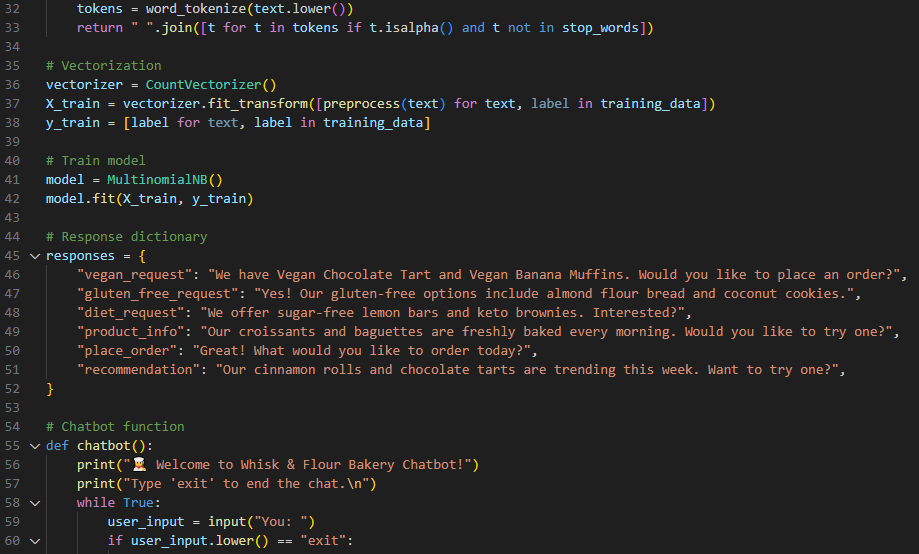 32 tokens = word_tokenize(text.lower())
33 return " ".join([t for t in tokens if t.isalpha() and t not in stop_words])
34
35 # Vectorization
36 vectorizer = CountVectorizer()
37 X_train = vectorizer.fit_transform([preprocess(text) for text, label in training_data])
38 y_train = [label for text, label in training_data]
39
40 # Train model
41 model = MultinomialNB()
42 model.fit(X_train, y_train)
43
44 # Response dictionary
45 responses = {
46 "vegan_request": "We have Vegan Chocolate Tart and Vegan Banana Muffins. Would you like to place an order?",
47 "gluten_free_request": "Yes! Our gluten-free options include almond flour bread and coconut cookies.",
48 "diet_request": "We offer sugar-free lemon bars and keto brownies. Interested?",
49 "product_info": "Our croissants and baguettes are freshly baked every morning. Would you like to try one?",
50 "place_order": "Great! What would you like to order today?",
51 "recommendation": "Our cinnamon rolls and chocolate tarts are trending this week. Want to try one?",
52 }
53
54 # Chatbot function
55 def chatbot():
56 print("👩‍🍳 Welcome to Whisk & Flour Bakery Chatbot!")
57 print("Type 'exit' to end the chat.\n")
58 while True:
59 user_input = input("You: ")
60 if user_input.lower() == "exit":